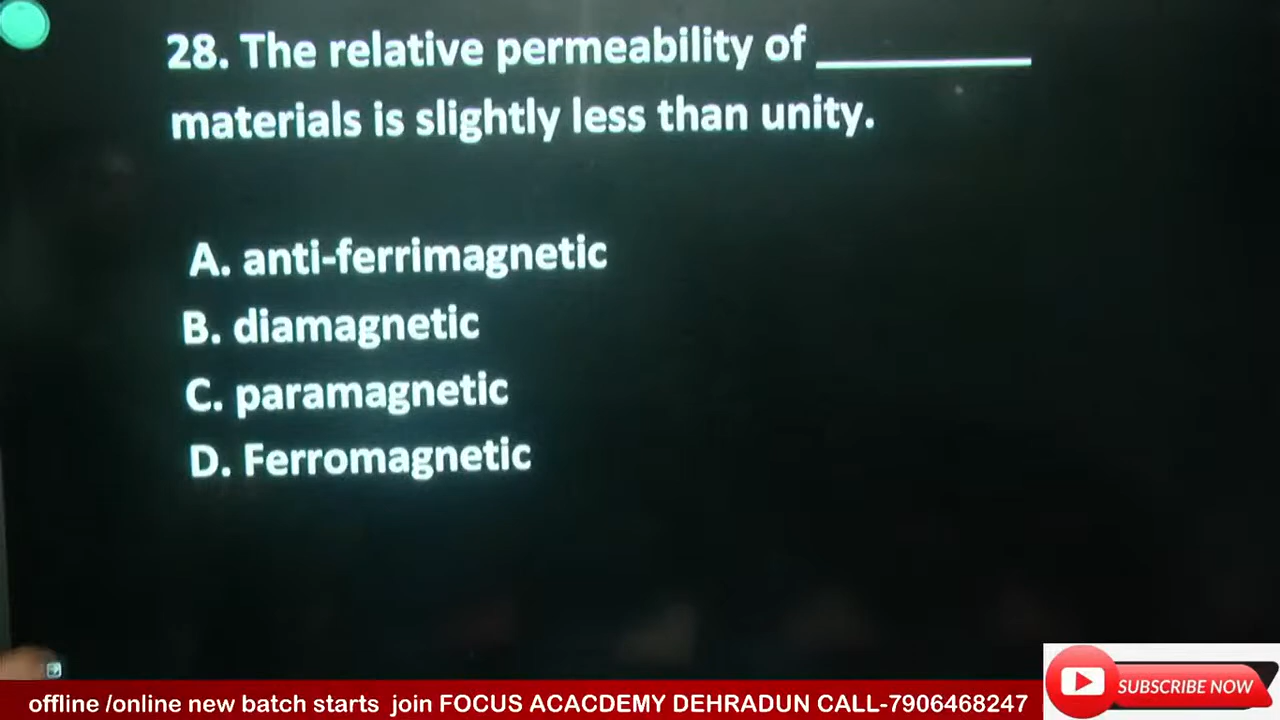 28. The relative permeability of ___________
materials is slightly less than unity.
A. anti-ferrimagnetic
B. diamagnetic
C. paramagnetic
D. Ferromagnetic
offline /online new batch starts join FOCUS ACACDEMY DEHRADUN CALL-7906468247
SUBSCRIBE NOW